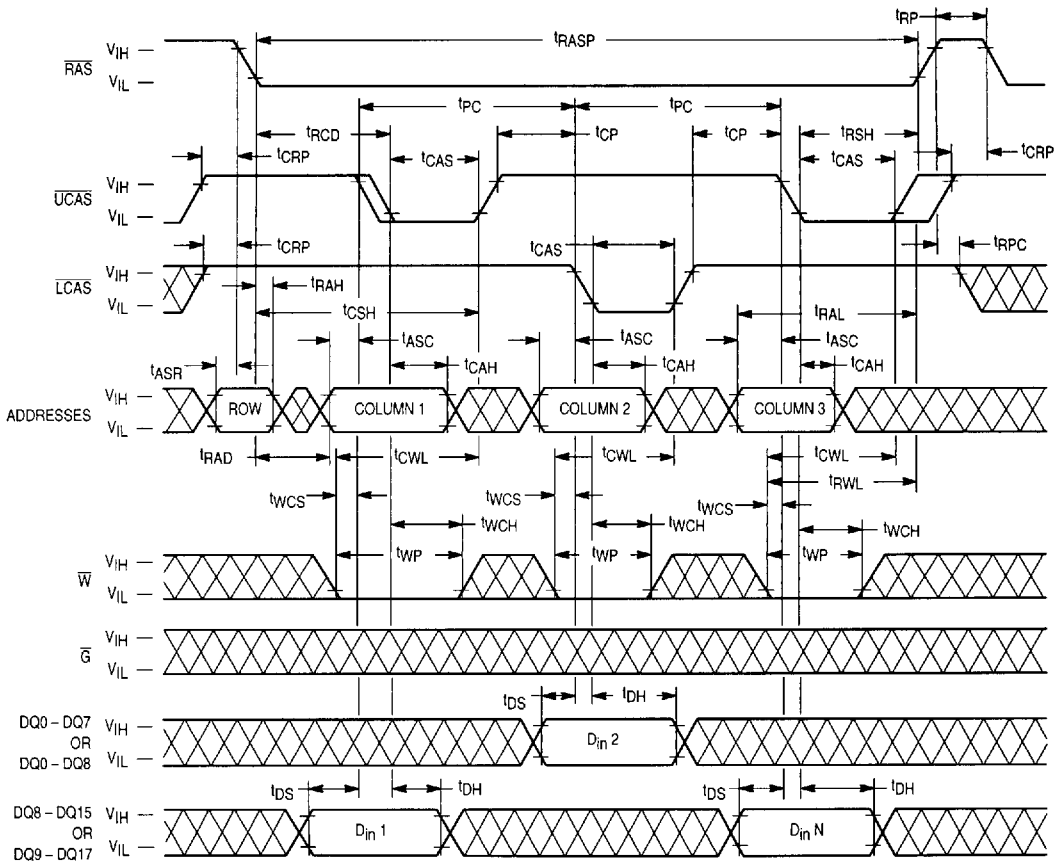 tRP
tRASP
RAS
VIH
VIL
tPC
tPC
tRCD
tCP
tCP
tRSH
tCRP
tCAS
tCAS
tCRP
UCAS
VIH
VIL
tCRP
tCAS
tRPC
LCAS
VIH
VIL
tRAH
tCSH
tRAL
tASC
tASC
tASC
tASR
tCAH
tCAH
tCAH
ADDRESSES
VIH
VIL
ROW
COLUMN 1
COLUMN 2
COLUMN 3
tRAD
tCWL
tCWL
tCWL
tRWL
tWCS
tWCS
tWCS
tWCH
tWCH
tWCH
tWP
tWP
tWP
W
VIH
VIL
G
VIH
VIL
tDS
tDH
DQ0 – DQ7
OR
DQ0 – DQ8
VIH
VIL
Din 2
tDS
tDH
tDS
tDH
DQ8 – DQ15
OR
DQ9 – DQ17
VIH
VIL
Din 1
Din N